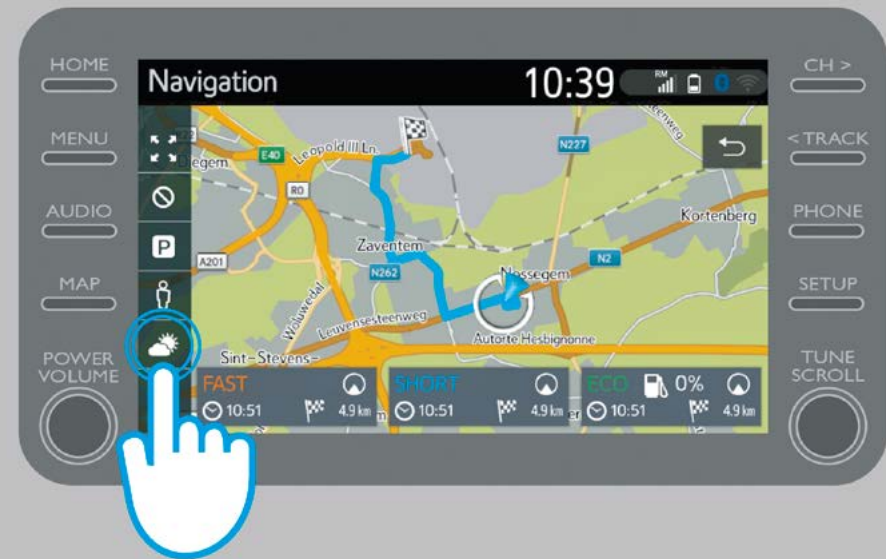 HOME
MENU
AUDIO
MAP
POWER
VOLUME
Navigation
10:39
RM
E40
Leopold III Ln.
N227
egem
R0
A201
Zaventem
N262
Kortenberg
N2
Nossegem
Woluwedal
Leuvensesteenweg
Autorte Hesbignonne
Sint-Stevens-
P
FAST
10:51
4.9 km
SHORT
10:51
4.9 km
ECO
0%
10:51
4.9 km
CH >
< TRACK
PHONE
SETUP
TUNE
SCROLL